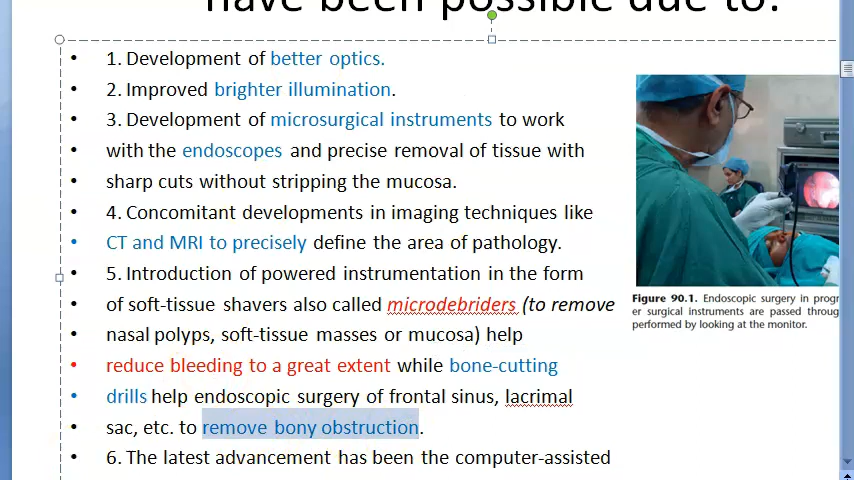 have been possible due to:
• 1. Development of better optics.
• 2. Improved brighter illumination.
• 3. Development of microsurgical instruments to work
• with the endoscopes and precise removal of tissue with
• sharp cuts without stripping the mucosa.
• 4. Concomitant developments in imaging techniques like
• CT and MRI to precisely define the area of pathology.
• 5. Introduction of powered instrumentation in the form
• of soft-tissue shavers also called microdebriders (to remove
• nasal polyps, soft-tissue masses or mucosa) help
• reduce bleeding to a great extent while bone-cutting
• drills help endoscopic surgery of frontal sinus, lacrimal
• sac, etc. to remove bony obstruction.
• 6. The latest advancement has been the computer-assisted
Figure 90.1. Endoscopic surgery in progr
er surgical instruments are passed throug
performed by looking at the monitor.